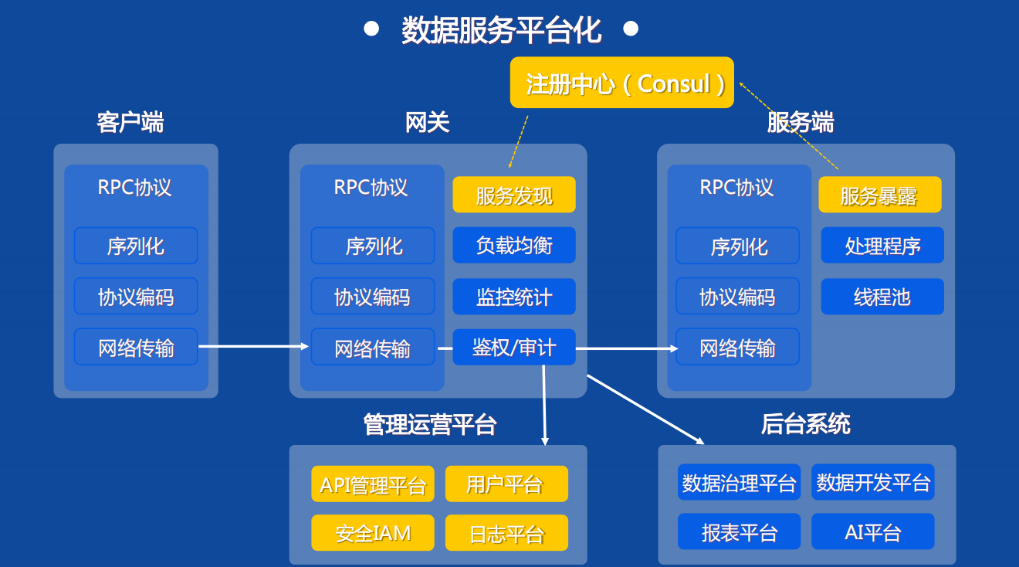 数据服务平台化
注册中心（Consul）
客户端
RPC协议
序列化
协议编码
网络传输
网关
RPC协议
序列化
协议编码
网络传输
服务发现
负载均衡
监控统计
鉴权/审计
服务端
RPC协议
序列化
协议编码
网络传输
服务暴露
处理程序
线程池
管理运营平台
API管理平台
用户平台
安全IAM
日志平台
后台系统
数据治理平台
数据开发平台
报表平台
AI平台